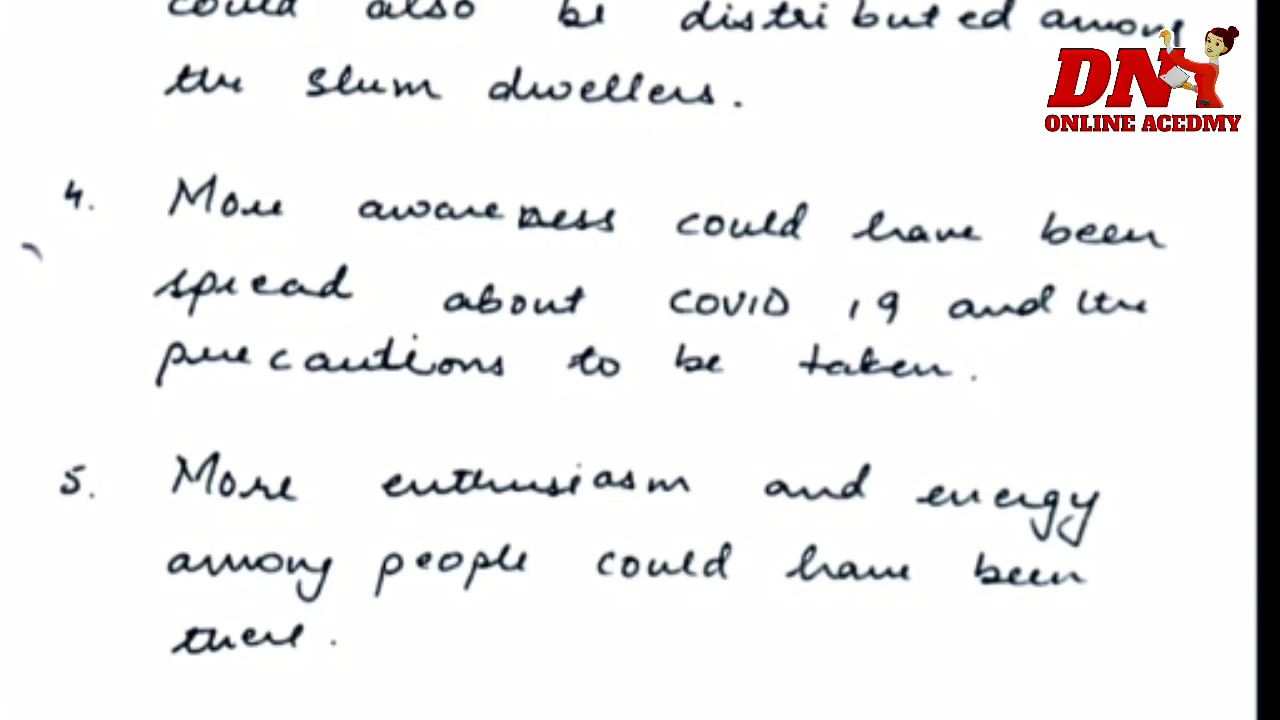 could also be distributed among
the slum dwellers.
DN
ONLINE ACEDMY
4. More awareness could have been
spread about COVID 19 and the
precautions to be taken.
5. More enthusiasm and energy
among people could have been
there.